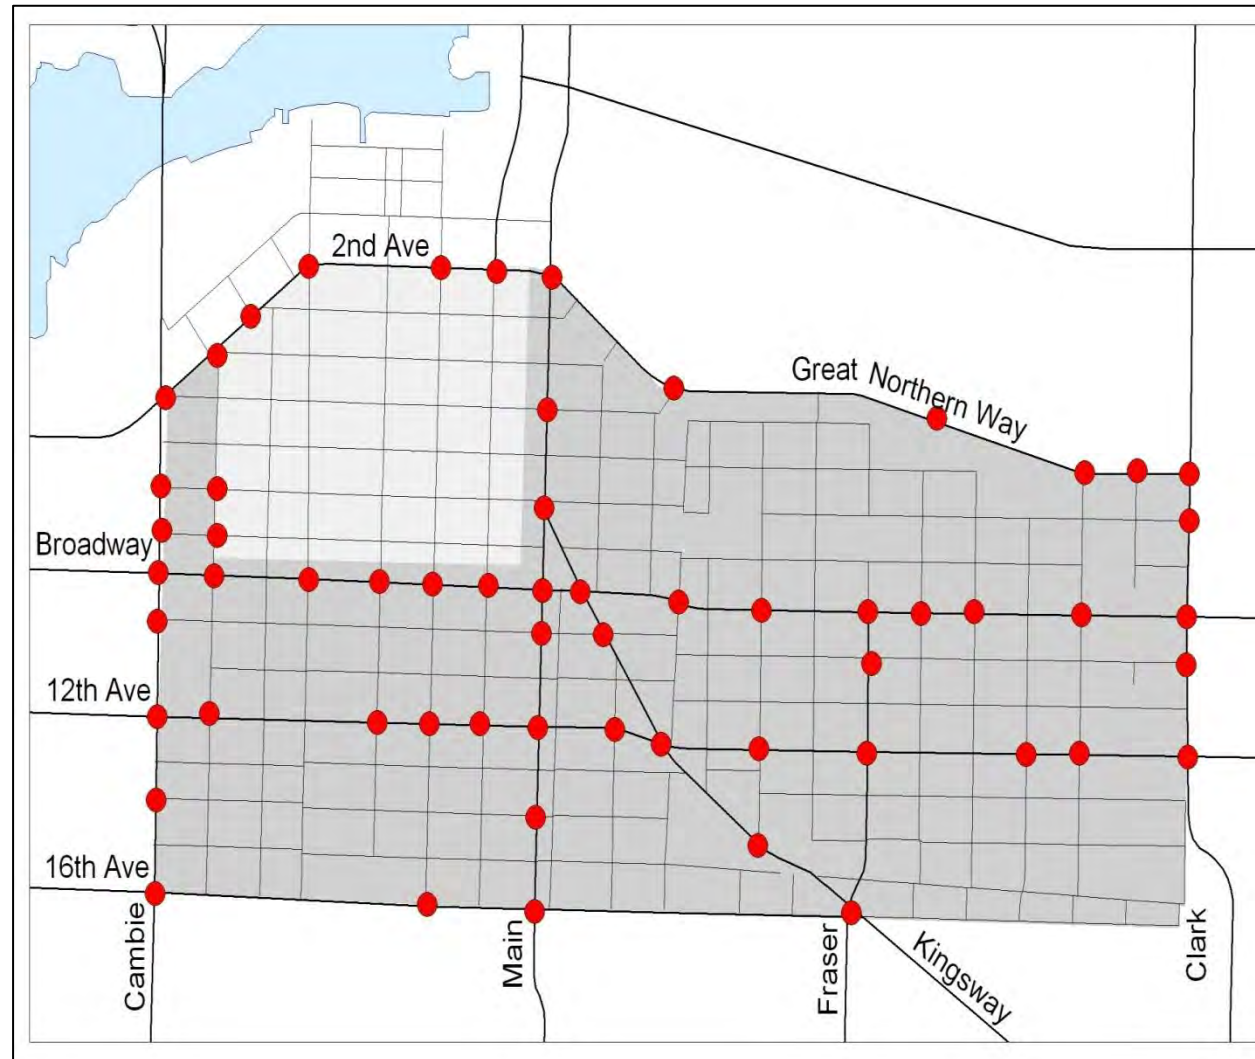 2nd Ave
Great Northern Way
Broadway
12th Ave
16th Ave
Cambie
Main
Fraser
Kingsway
Clark